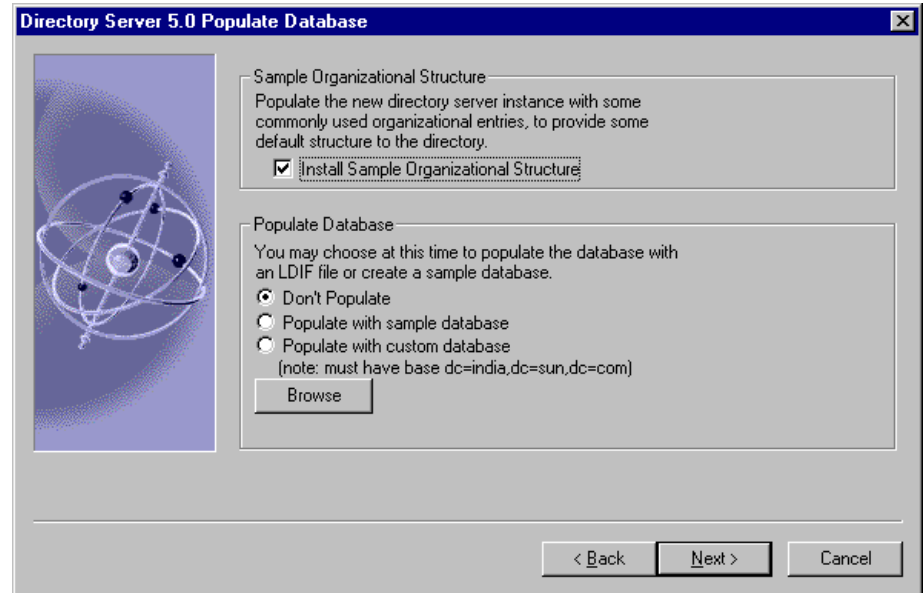 Directory Server 5.0 Populate Database
Sample Organizational Structure
Populate the new directory server instance with some
commonly used organizational entries, to provide some
default structure to the directory.
Install Sample Organizational Structure
Populate Database
You may choose at this time to populate the database with
an LDIF file or create a sample database.
Don't Populate
Populate with sample database
Populate with custom database
(note: must have base dc=india,dc=sun,dc=com)
Browse
< Back Next > Cancel